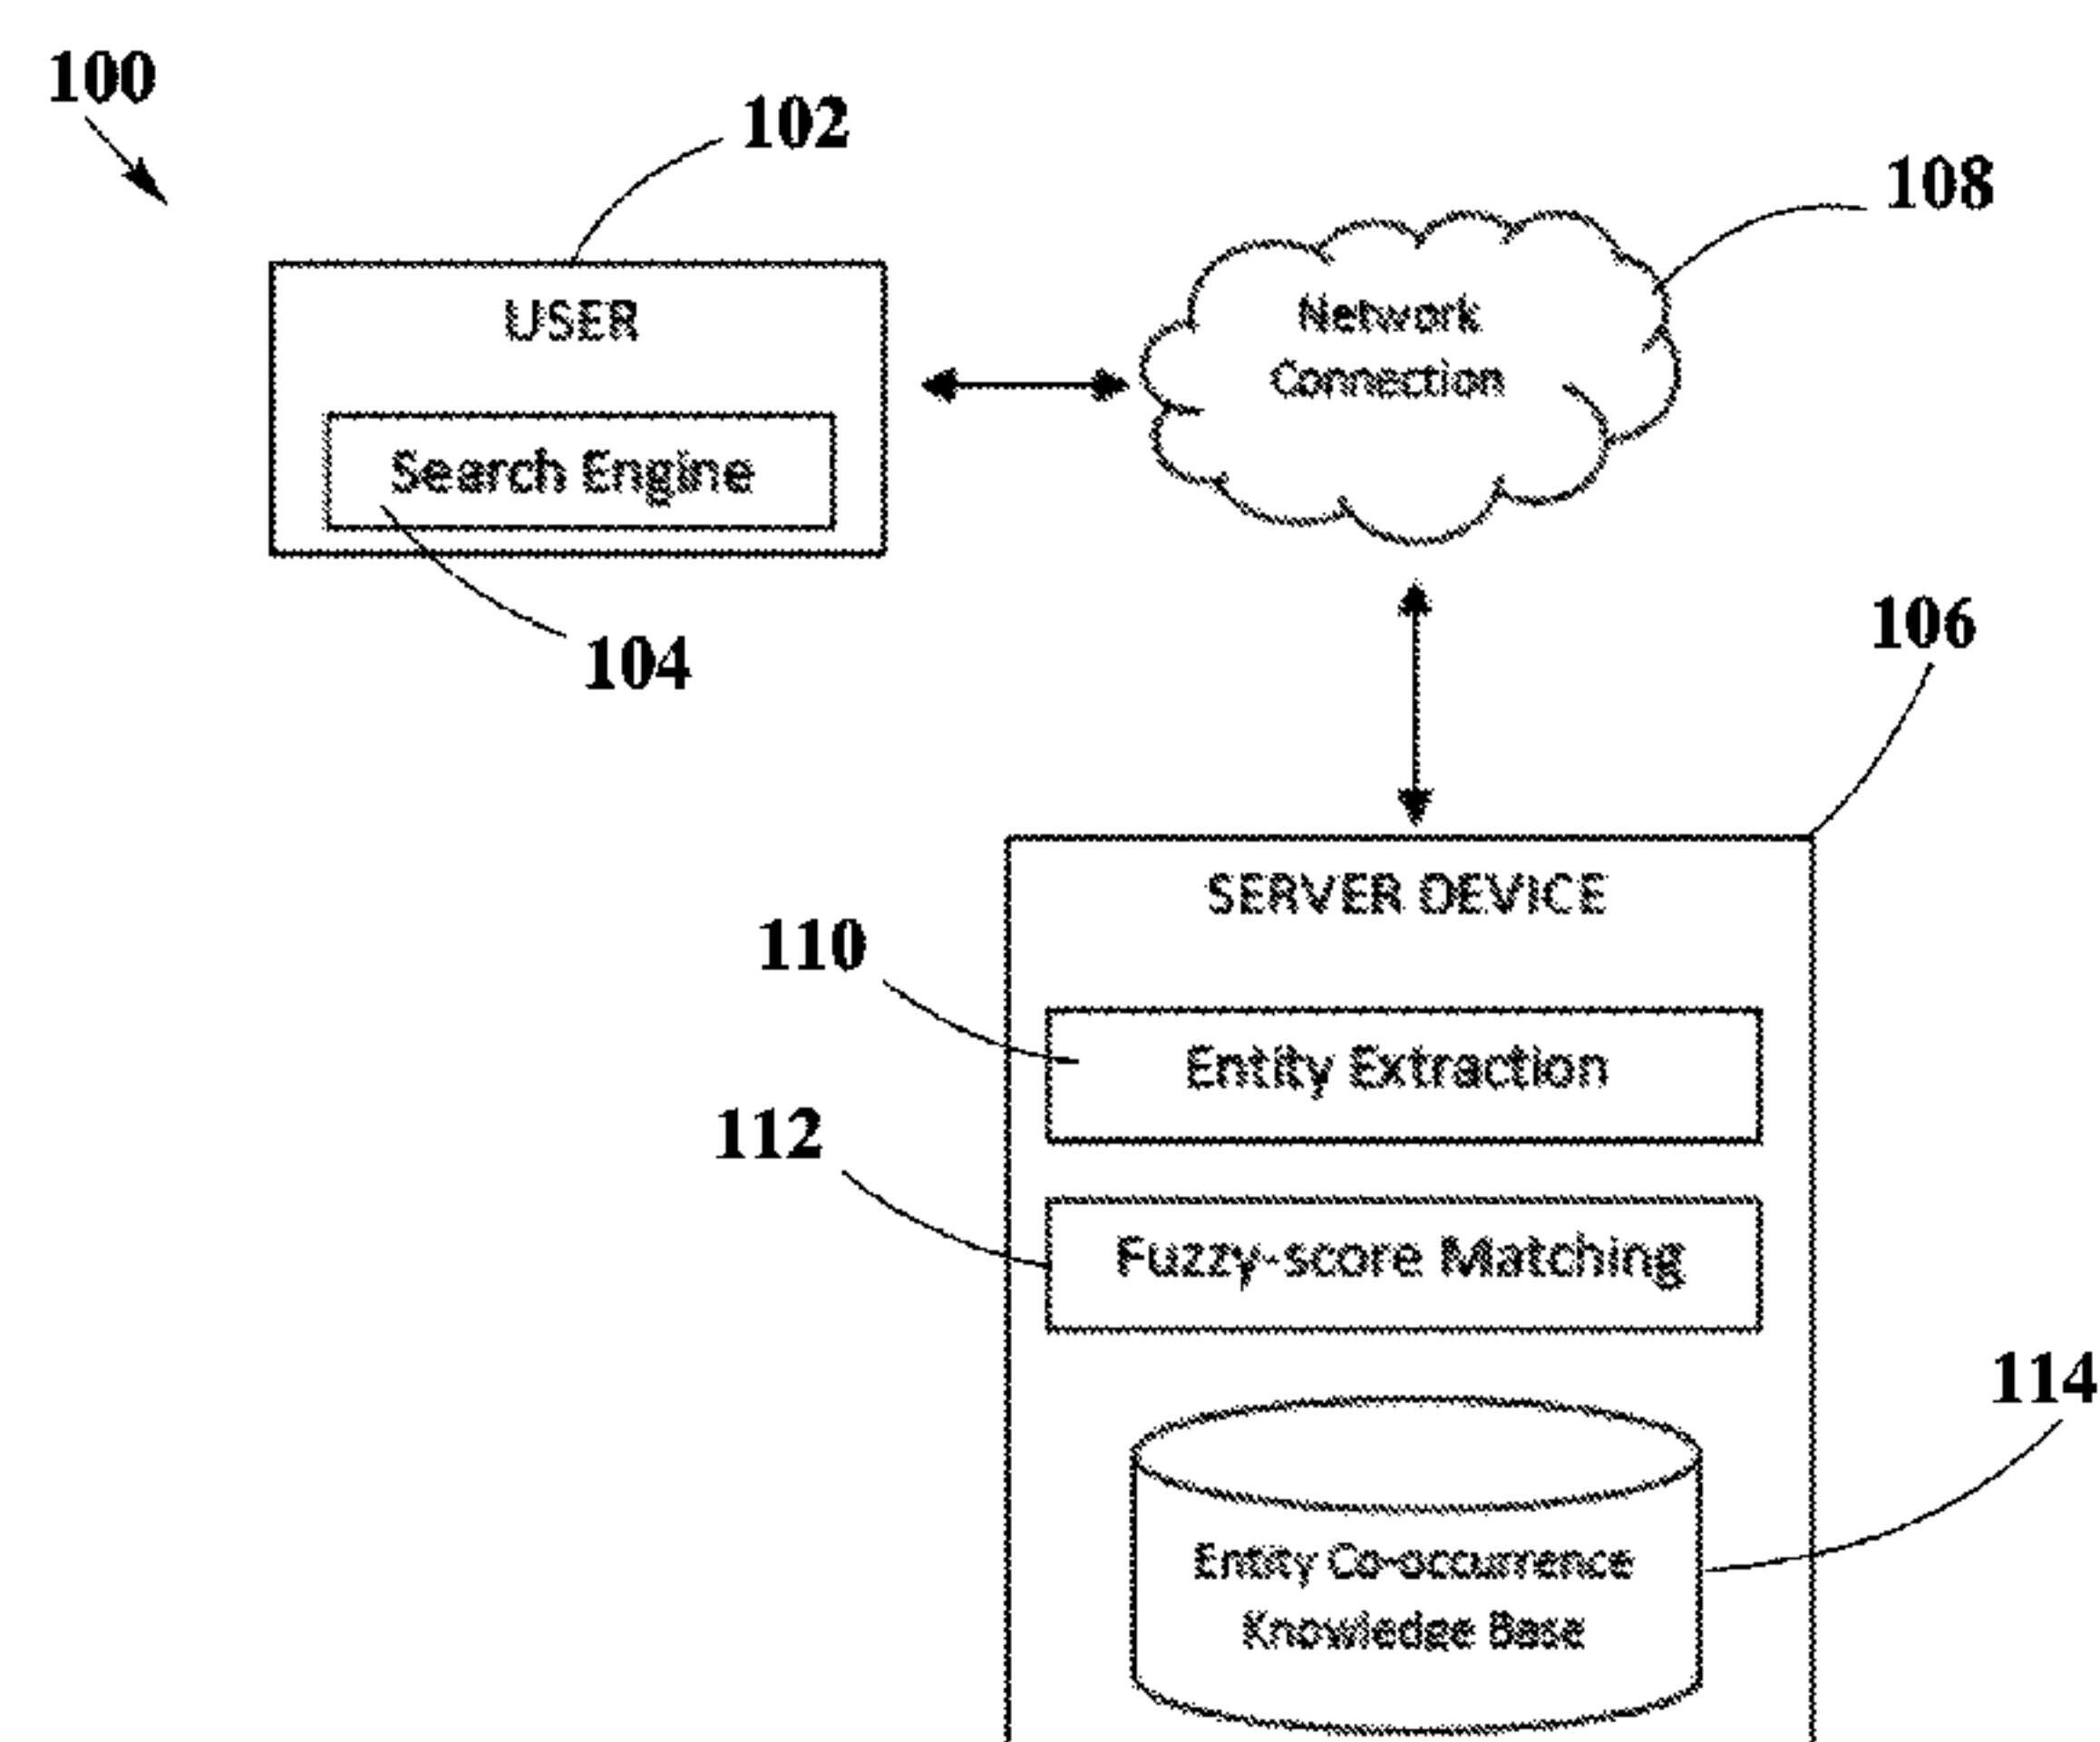 100
102
108
USER
Network
Connection
Search Engine
104
106
SERVER DEVICE
110
Entity Extraction
112
Fuzzy-score Matching
114
Entity Co-occurrence
Knowledge Base